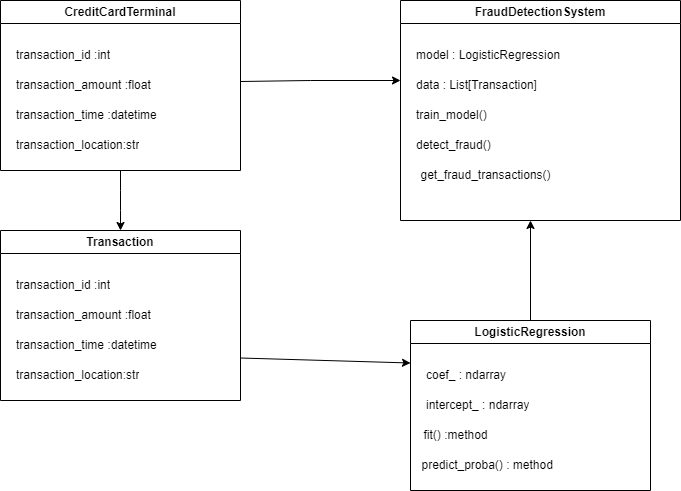 CreditCardTerminal
transaction_id :int
transaction_amount :float
transaction_time :datetime
transaction_location:str
FraudDetectionSystem
model : LogisticRegression
data : List[Transaction]
train_model()
detect_fraud()
get_fraud_transactions()
Transaction
transaction_id :int
transaction_amount :float
transaction_time :datetime
transaction_location:str
LogisticRegression
coef_ : ndarray
intercept_ : ndarray
fit() :method
predict_proba() : method